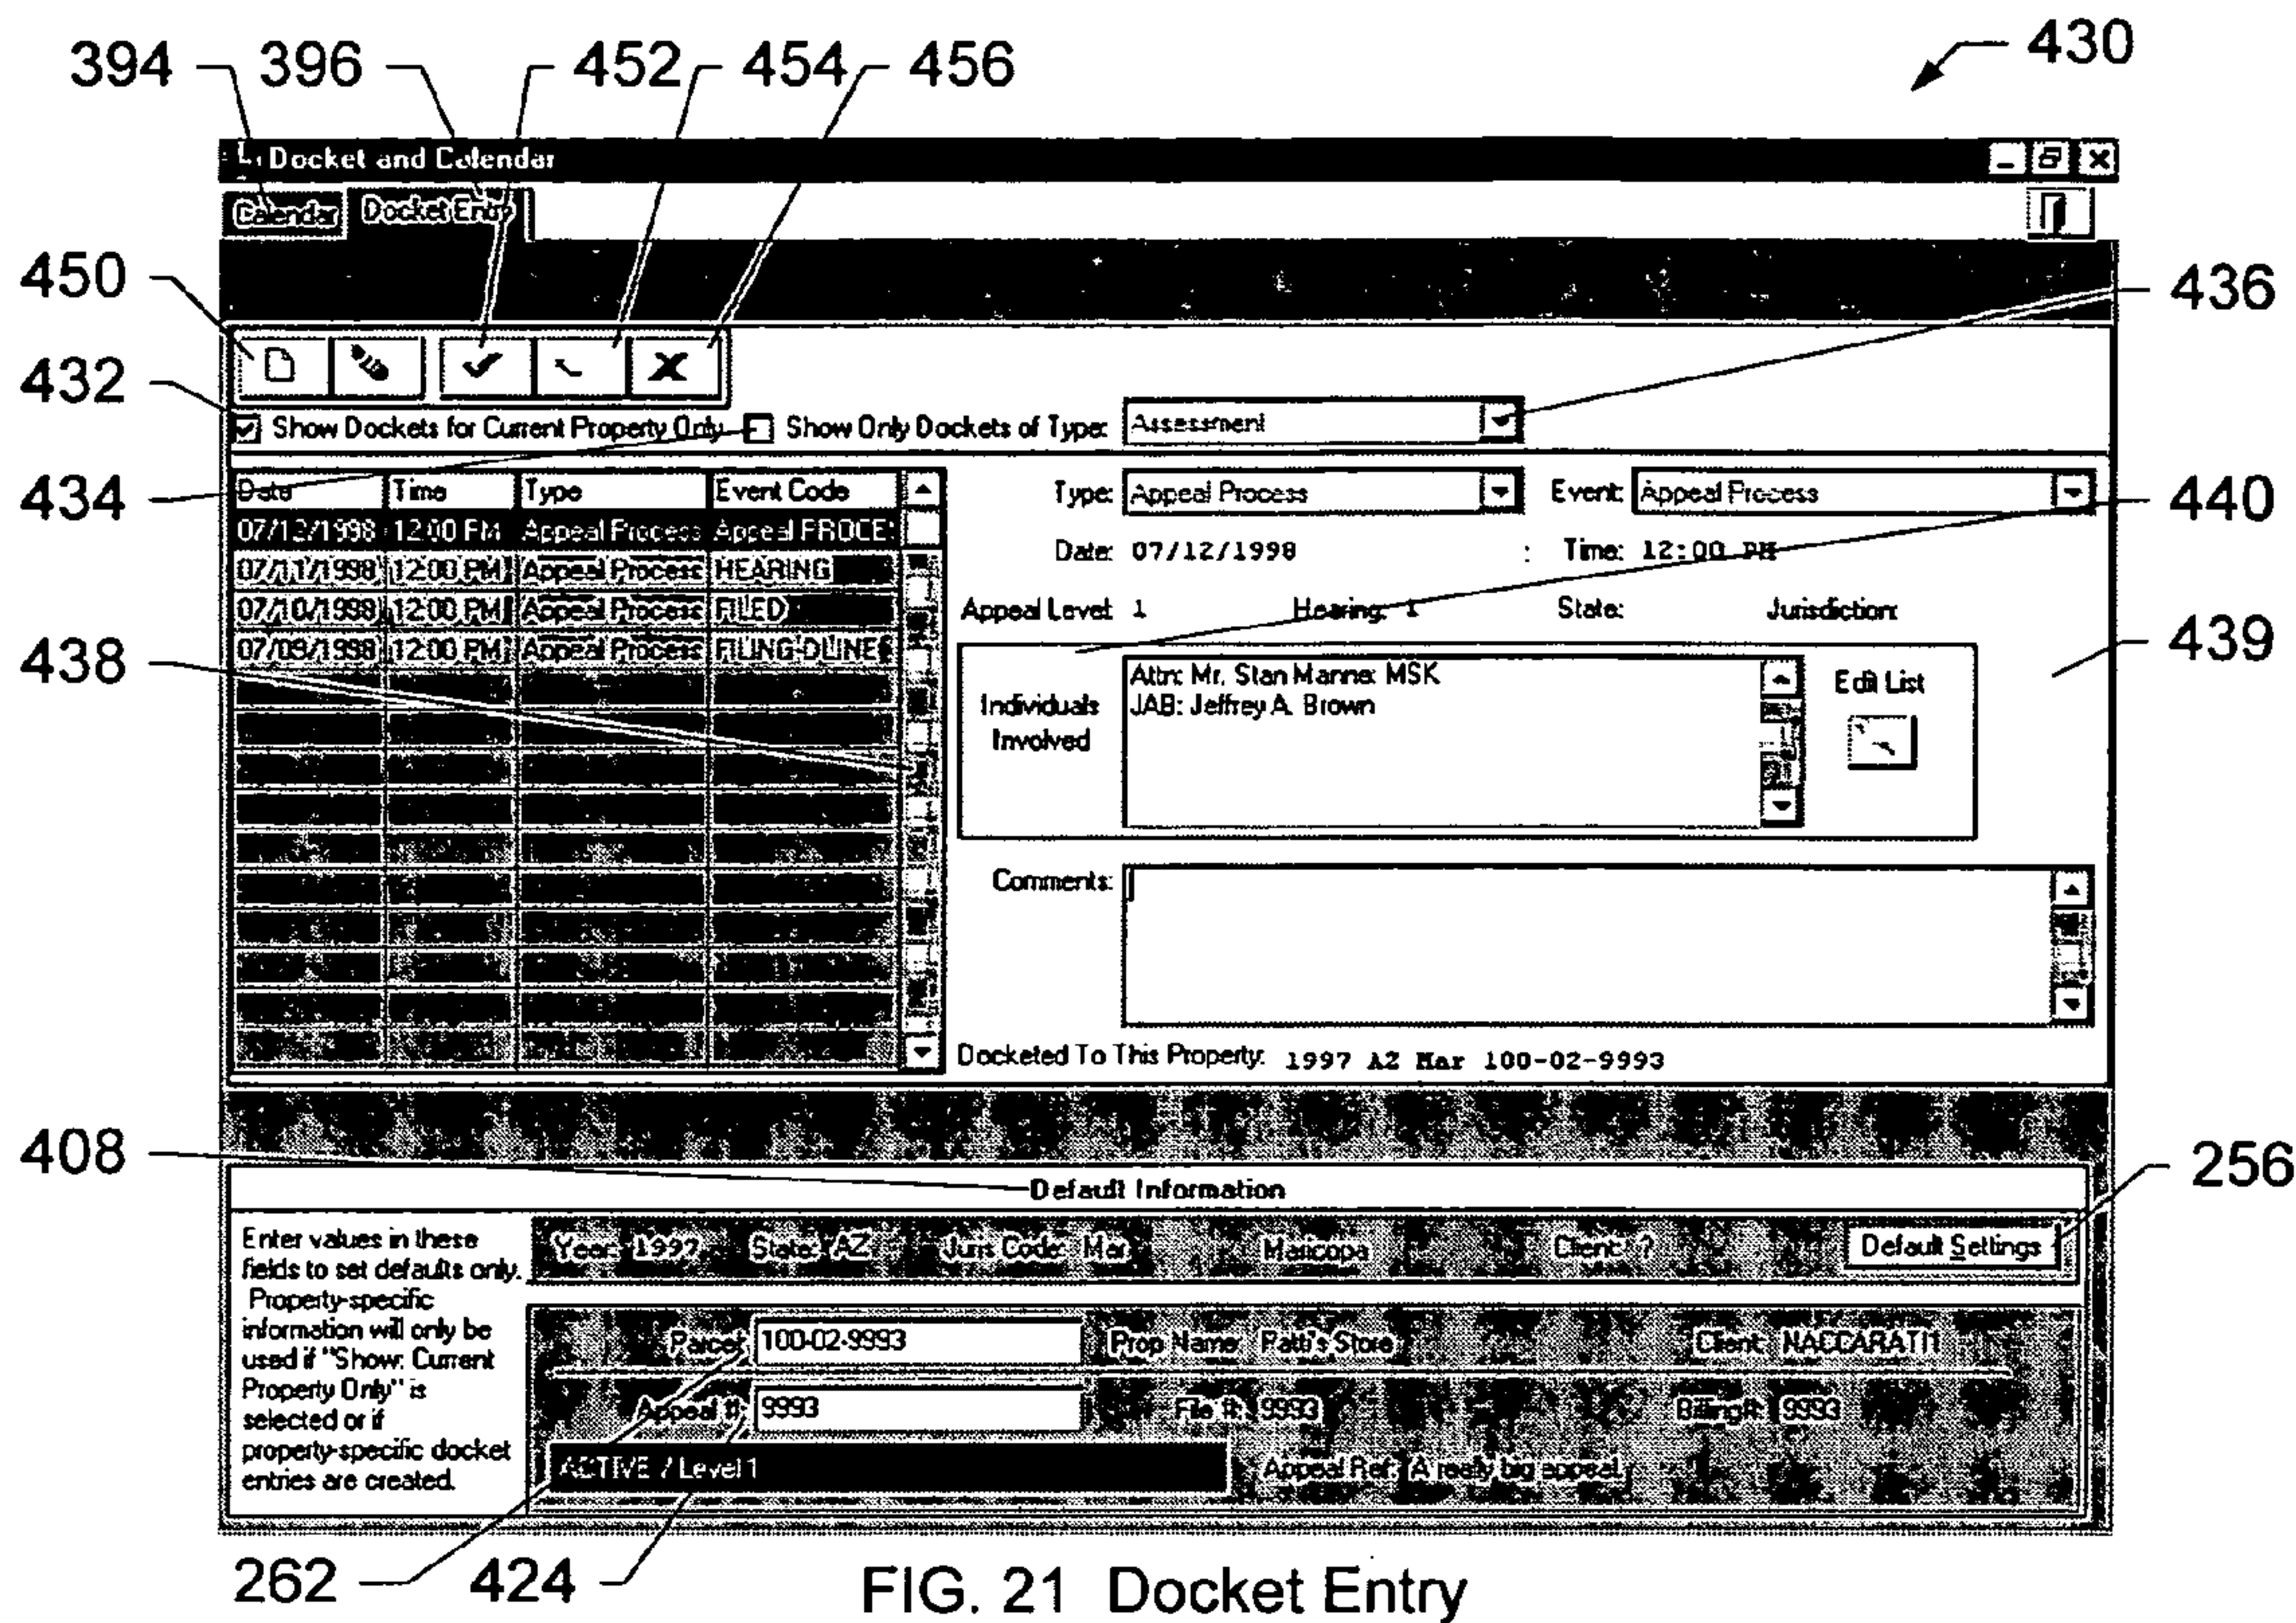 394 396 452 454 456 430
Docket and Calendar
Calendar Docket Entry
450
436
432
Show Dockets for Current Property Only Show Only Dockets of Type: Assessment
434
Date Time Type Event Code
Type: Appeal Process Event: Appeal Process
440
07/12/1998 12:00 PM Appeal Process Appeal PROCE
Date: 07/12/1998 : Time: 12:00 PM
07/11/1998 12:00 PM Appeal Process HEARING
07/10/1998 12:00 PM Appeal Process FILED
Appeal Level: 1 Hearing: 1 State: Jurisdiction:
07/09/1998 12:00 PM Appeal Process FILING-DLINE
438
439
Individuals Involved
Attn: Mr. Stan Manne: MSK
JAB: Jeffrey A. Brown
Edit List
Comments:
Docketed To This Property: 1997 AZ Mar 100-02-9993
408
Default Information
256
Enter values in these
fields to set defaults only.
Property-specific
information will only be
used if "Show: Current
Property Only" is
selected or if
property-specific docket
entries are created.
Year: 1997 State: AZ Juris Code: Mar Maricopa Client: ? Default Settings
Parcel: 100-02-9993 Prop Name: Patti's Store Client: NACCARATI1
Appeal #: 9993 File #: 9993 Billing#: 9993
ACTIVE / Level 1 Appeal Ref: A really big appeal
262 424
FIG. 21 Docket Entry